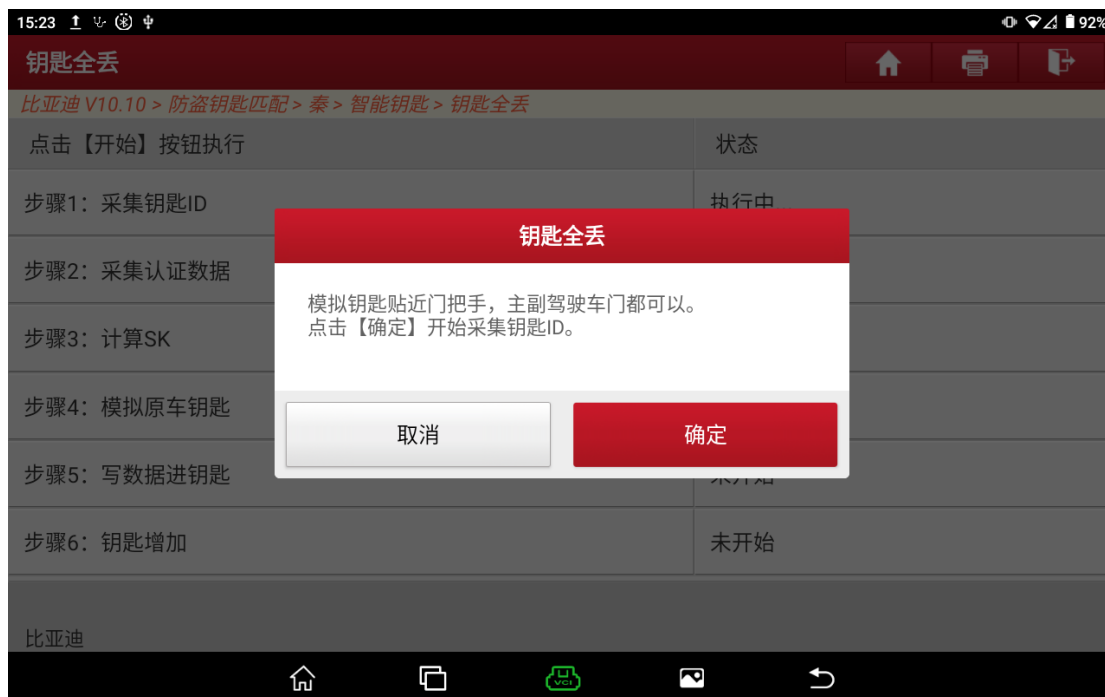 15:23
92%
钥匙全丢
比亚迪 V10.10 > 防盗钥匙匹配 > 秦 > 智能钥匙 > 钥匙全丢
点击【开始】按钮执行 状态
步骤1：采集钥匙ID 执行中
步骤2：采集认证数据
步骤3：计算SK
步骤4：模拟原车钥匙
步骤5：写数据进钥匙 未开始
步骤6：钥匙增加 未开始
钥匙全丢
模拟钥匙贴近门把手，主副驾驶车门都可以。
点击【确定】开始采集钥匙ID。
取消 确定
比亚迪
VCI